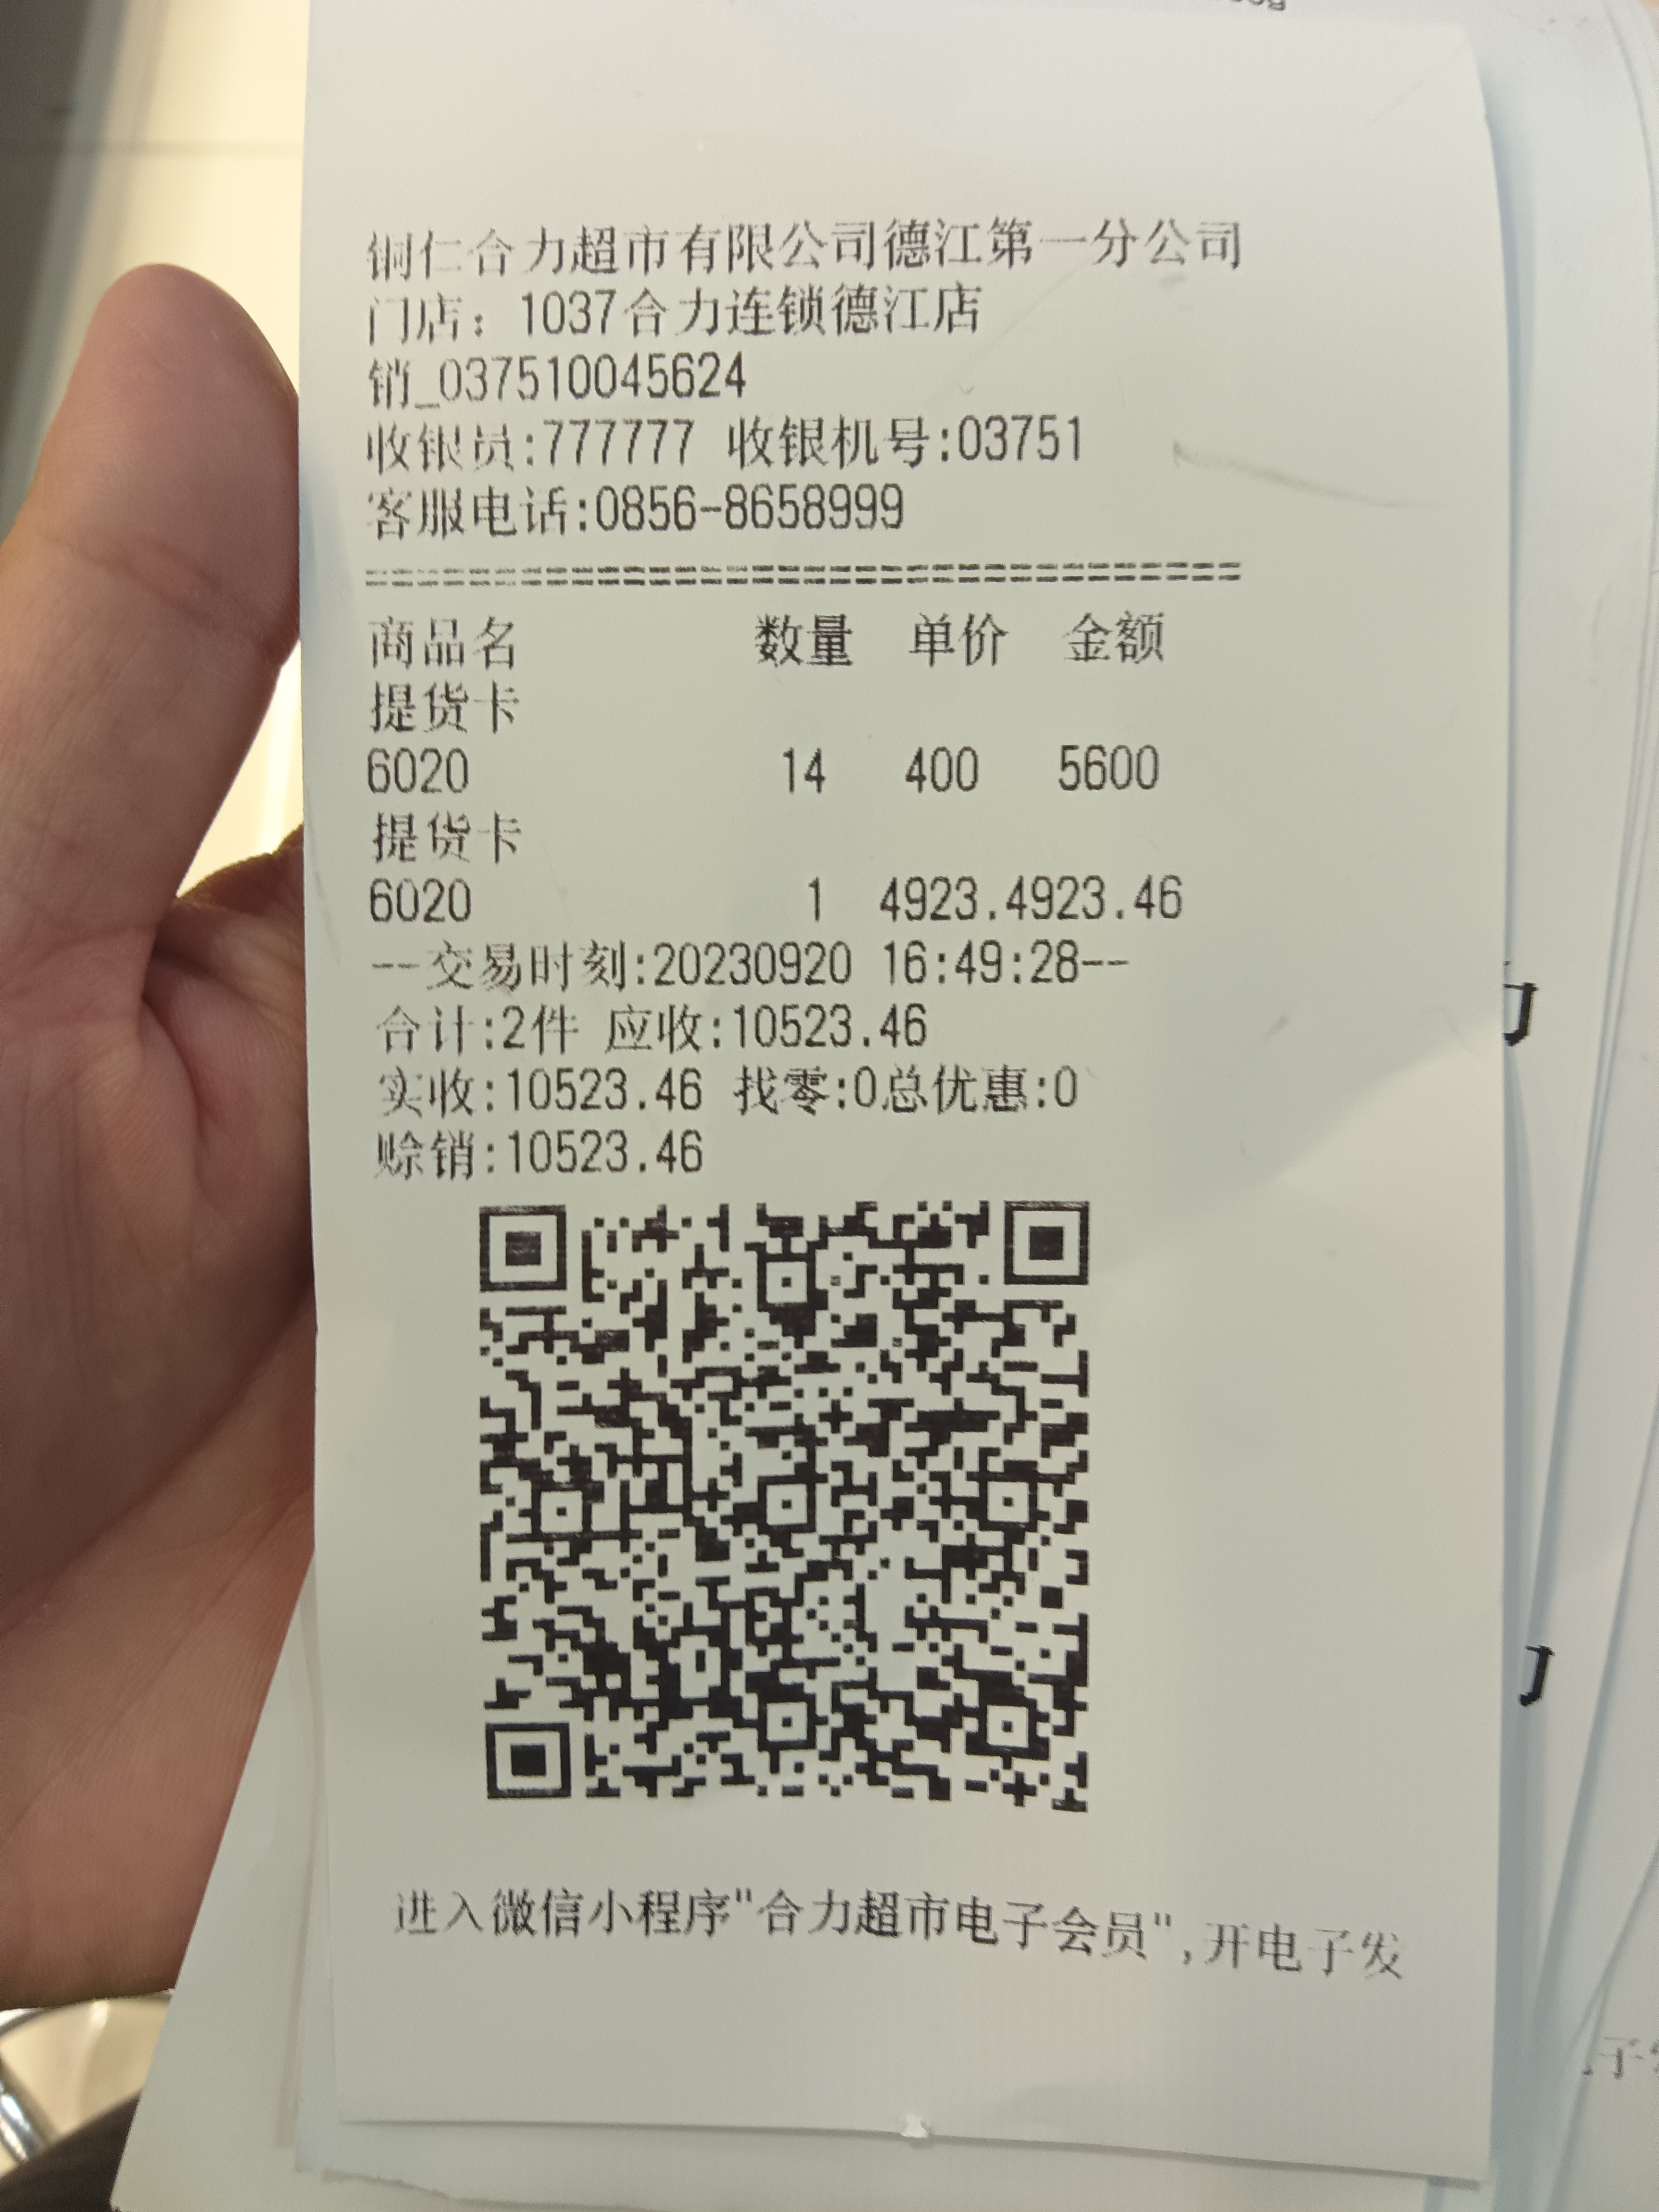 铜仁合力超市有限公司德江第一分公司
门店：1037合力连锁德江店
销_037510045624
收银员:777777 收银机号:03751
客服电话:0856-8658999
==================================
商品名 数量 单价 金额
提货卡
6020 14 400 5600
提货卡
6020 1 4923.4923.46
--交易时刻:20230920 16:49:28--
合计:2件 应收:10523.46
实收:10523.46 找零:0总优惠:0
赊销:10523.46
进入微信小程序"合力超市电子会员",开电子发